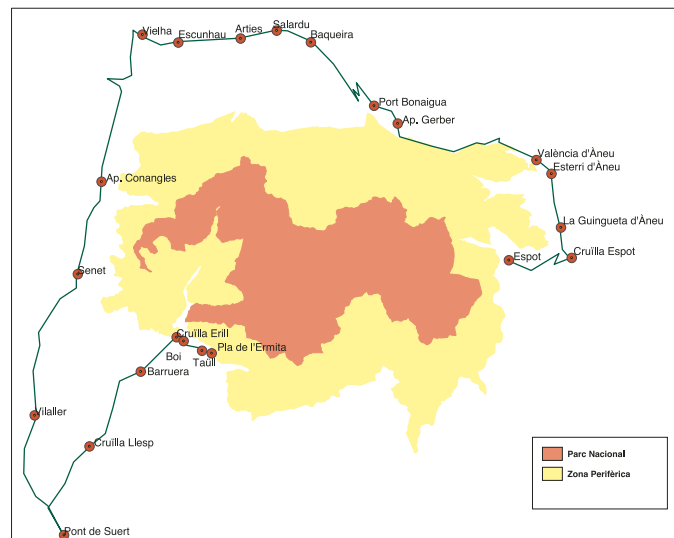 Salardu
Vielha
Escunhau
Arties
Baqueira
Port Bonaigua
Ap. Gerber
València d'Àneu
Esterri d'Àneu
Ap. Conangles
La Guingueta d'Àneu
Espot
Cruïlla Espot
Senet
Cruïlla Erill
Pla de l'Ermita
Boi
Taüll
Barruera
Vilaller
Cruïlla Llesp
Parc Nacional
Zona Perifèrica
Pont de Suert